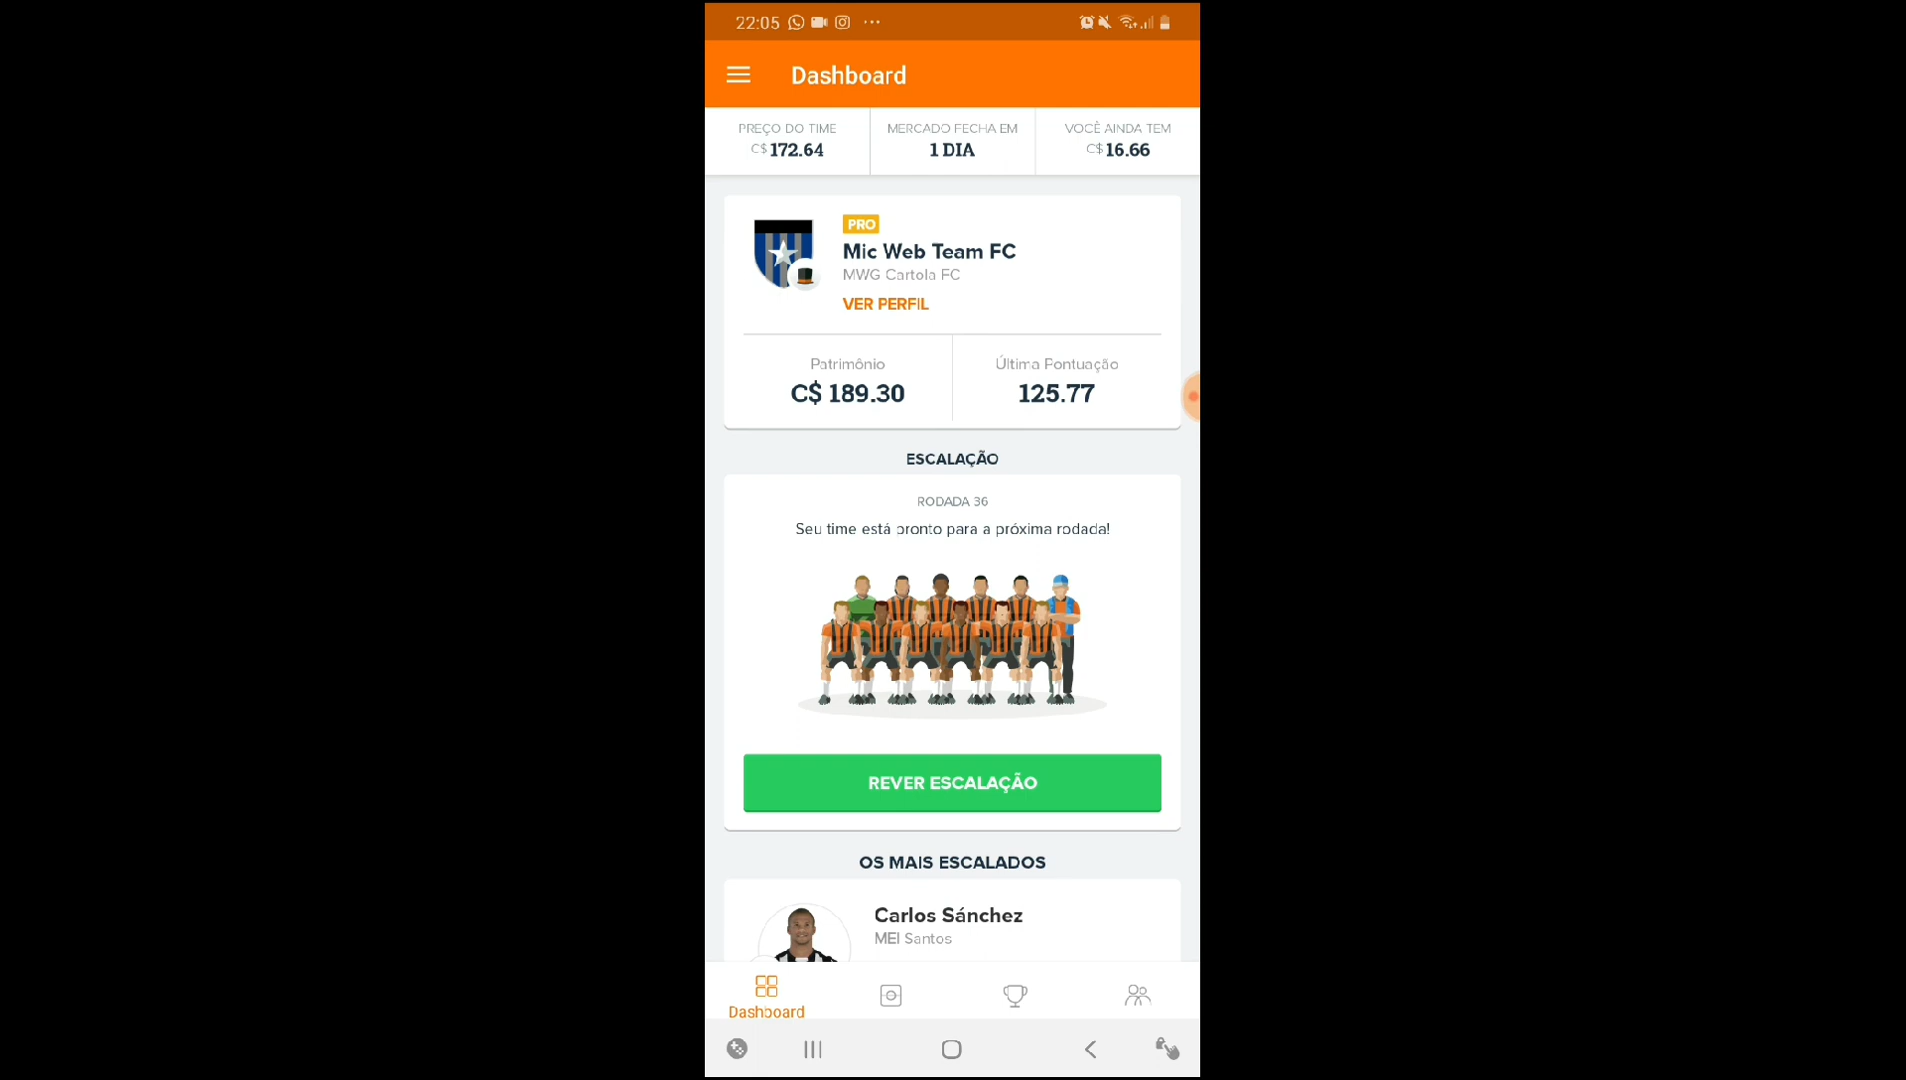 22:05
Dashboard
PREÇO DO TIME
C$ 172.64
MERCADO FECHA EM
1 DIA
VOCÊ AINDA TEM
C$ 16.66
PRO
Mic Web Team FC
MWG Cartola FC
VER PERFIL
Patrimônio
C$ 189.30
Última Pontuação
125.77
ESCALAÇÃO
RODADA 36
Seu time está pronto para a próxima rodada!
REVER ESCALAÇÃO
OS MAIS ESCALADOS
Carlos Sánchez
MEI Santos
Dashboard